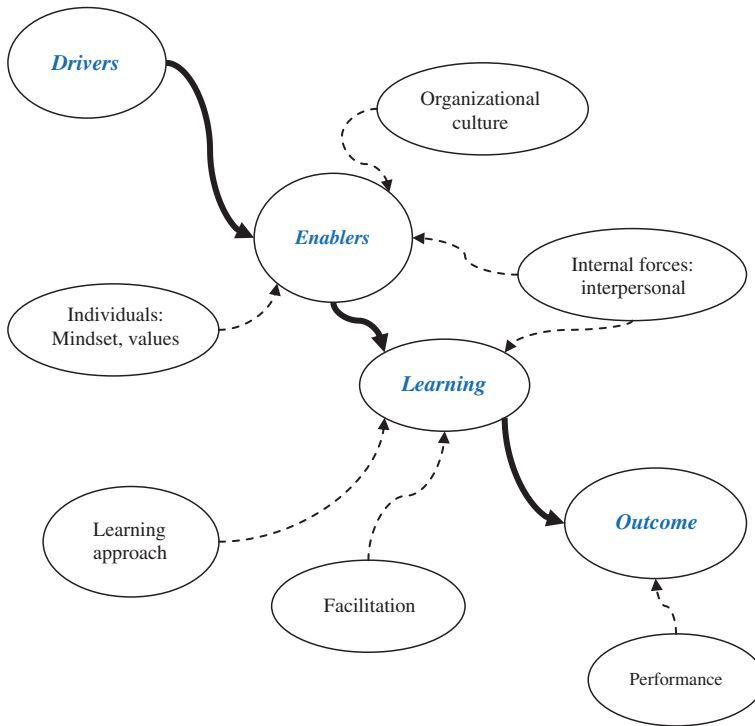 Drivers
Organizational
culture
Enablers
Internal forces:
interpersonal
Individuals:
Mindset, values
Learning
Learning
approach
Outcome
Facilitation
Performance